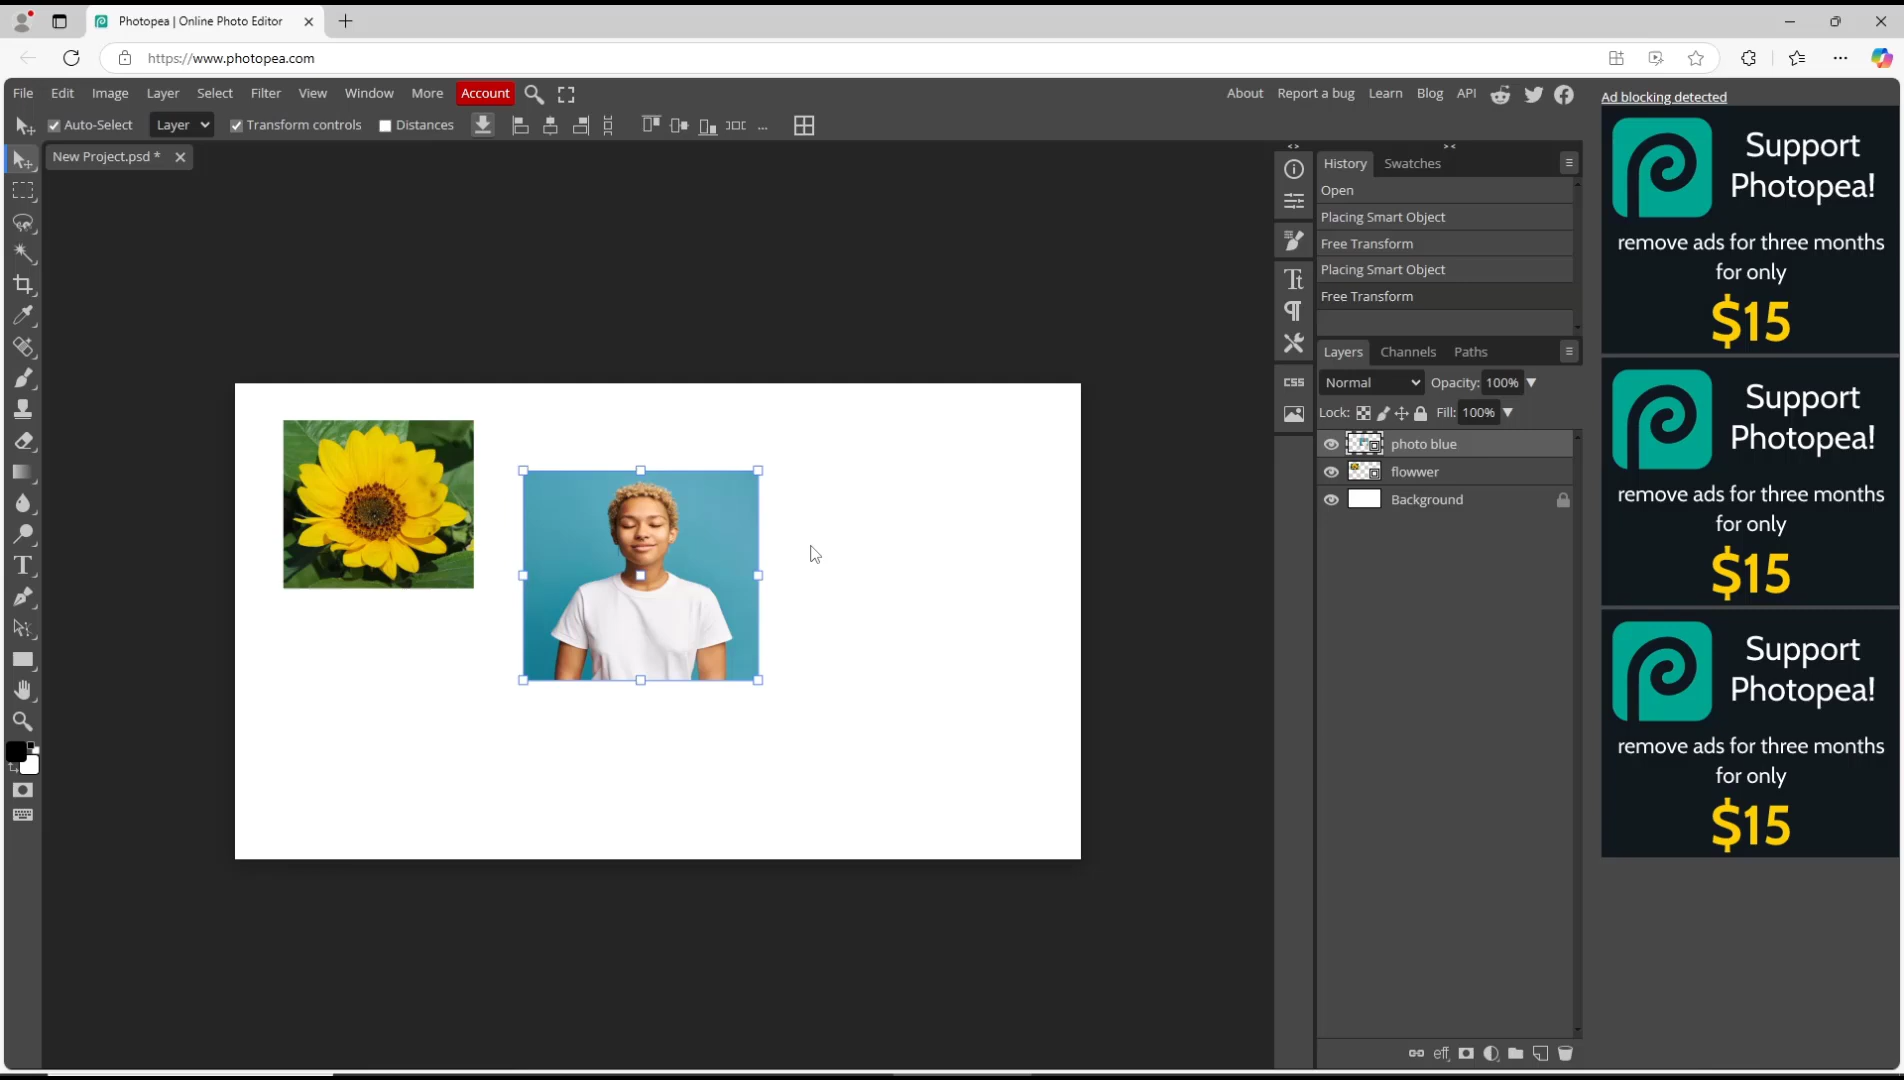 Photopea | Online Photo Editor
https://www.photopea.com
File Edit Image Layer Select Filter View Window More Account
About Report a bug Learn Blog API
Auto-Select Layer Transform controls Distances ...
New Project.psd *
History Swatches
Open
Placing Smart Object
Free Transform
Placing Smart Object
Free Transform
Layers Channels Paths
Normal Opacity: 100%
Lock: Fill: 100%
photo blue
flowwer
Background
CSS
eff
Ad blocking detected
Support
Photopea!
remove ads for three months
for only
$15
Support
Photopea!
remove ads for three months
for only
$15
Support
Photopea!
remove ads for three months
for only
$15